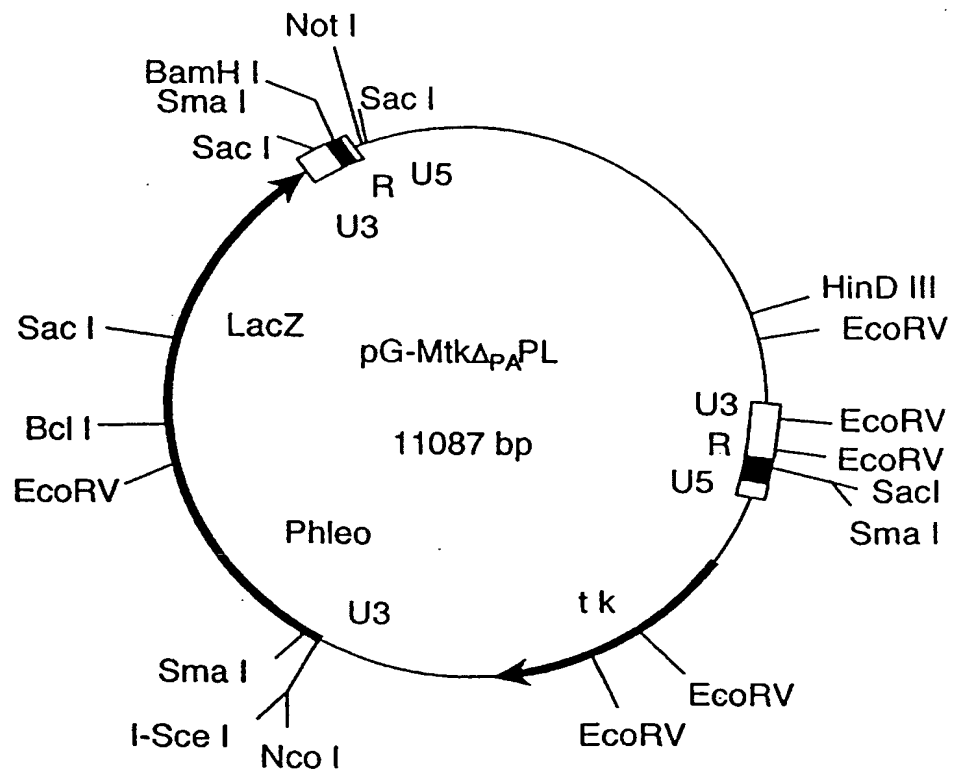 Not I
BamH I
Sma I
Sac I
Sac I
R
U5
U3
HinD III
EcoRV
Sac I
LacZ
pG-MtkΔPAPL
U3
EcoRV
Bcl I
11087 bp
R
EcoRV
U5
SacI
EcoRV
Sma I
Phleo
U3
t k
Sma I
EcoRV
I-Sce I
Nco I
EcoRV